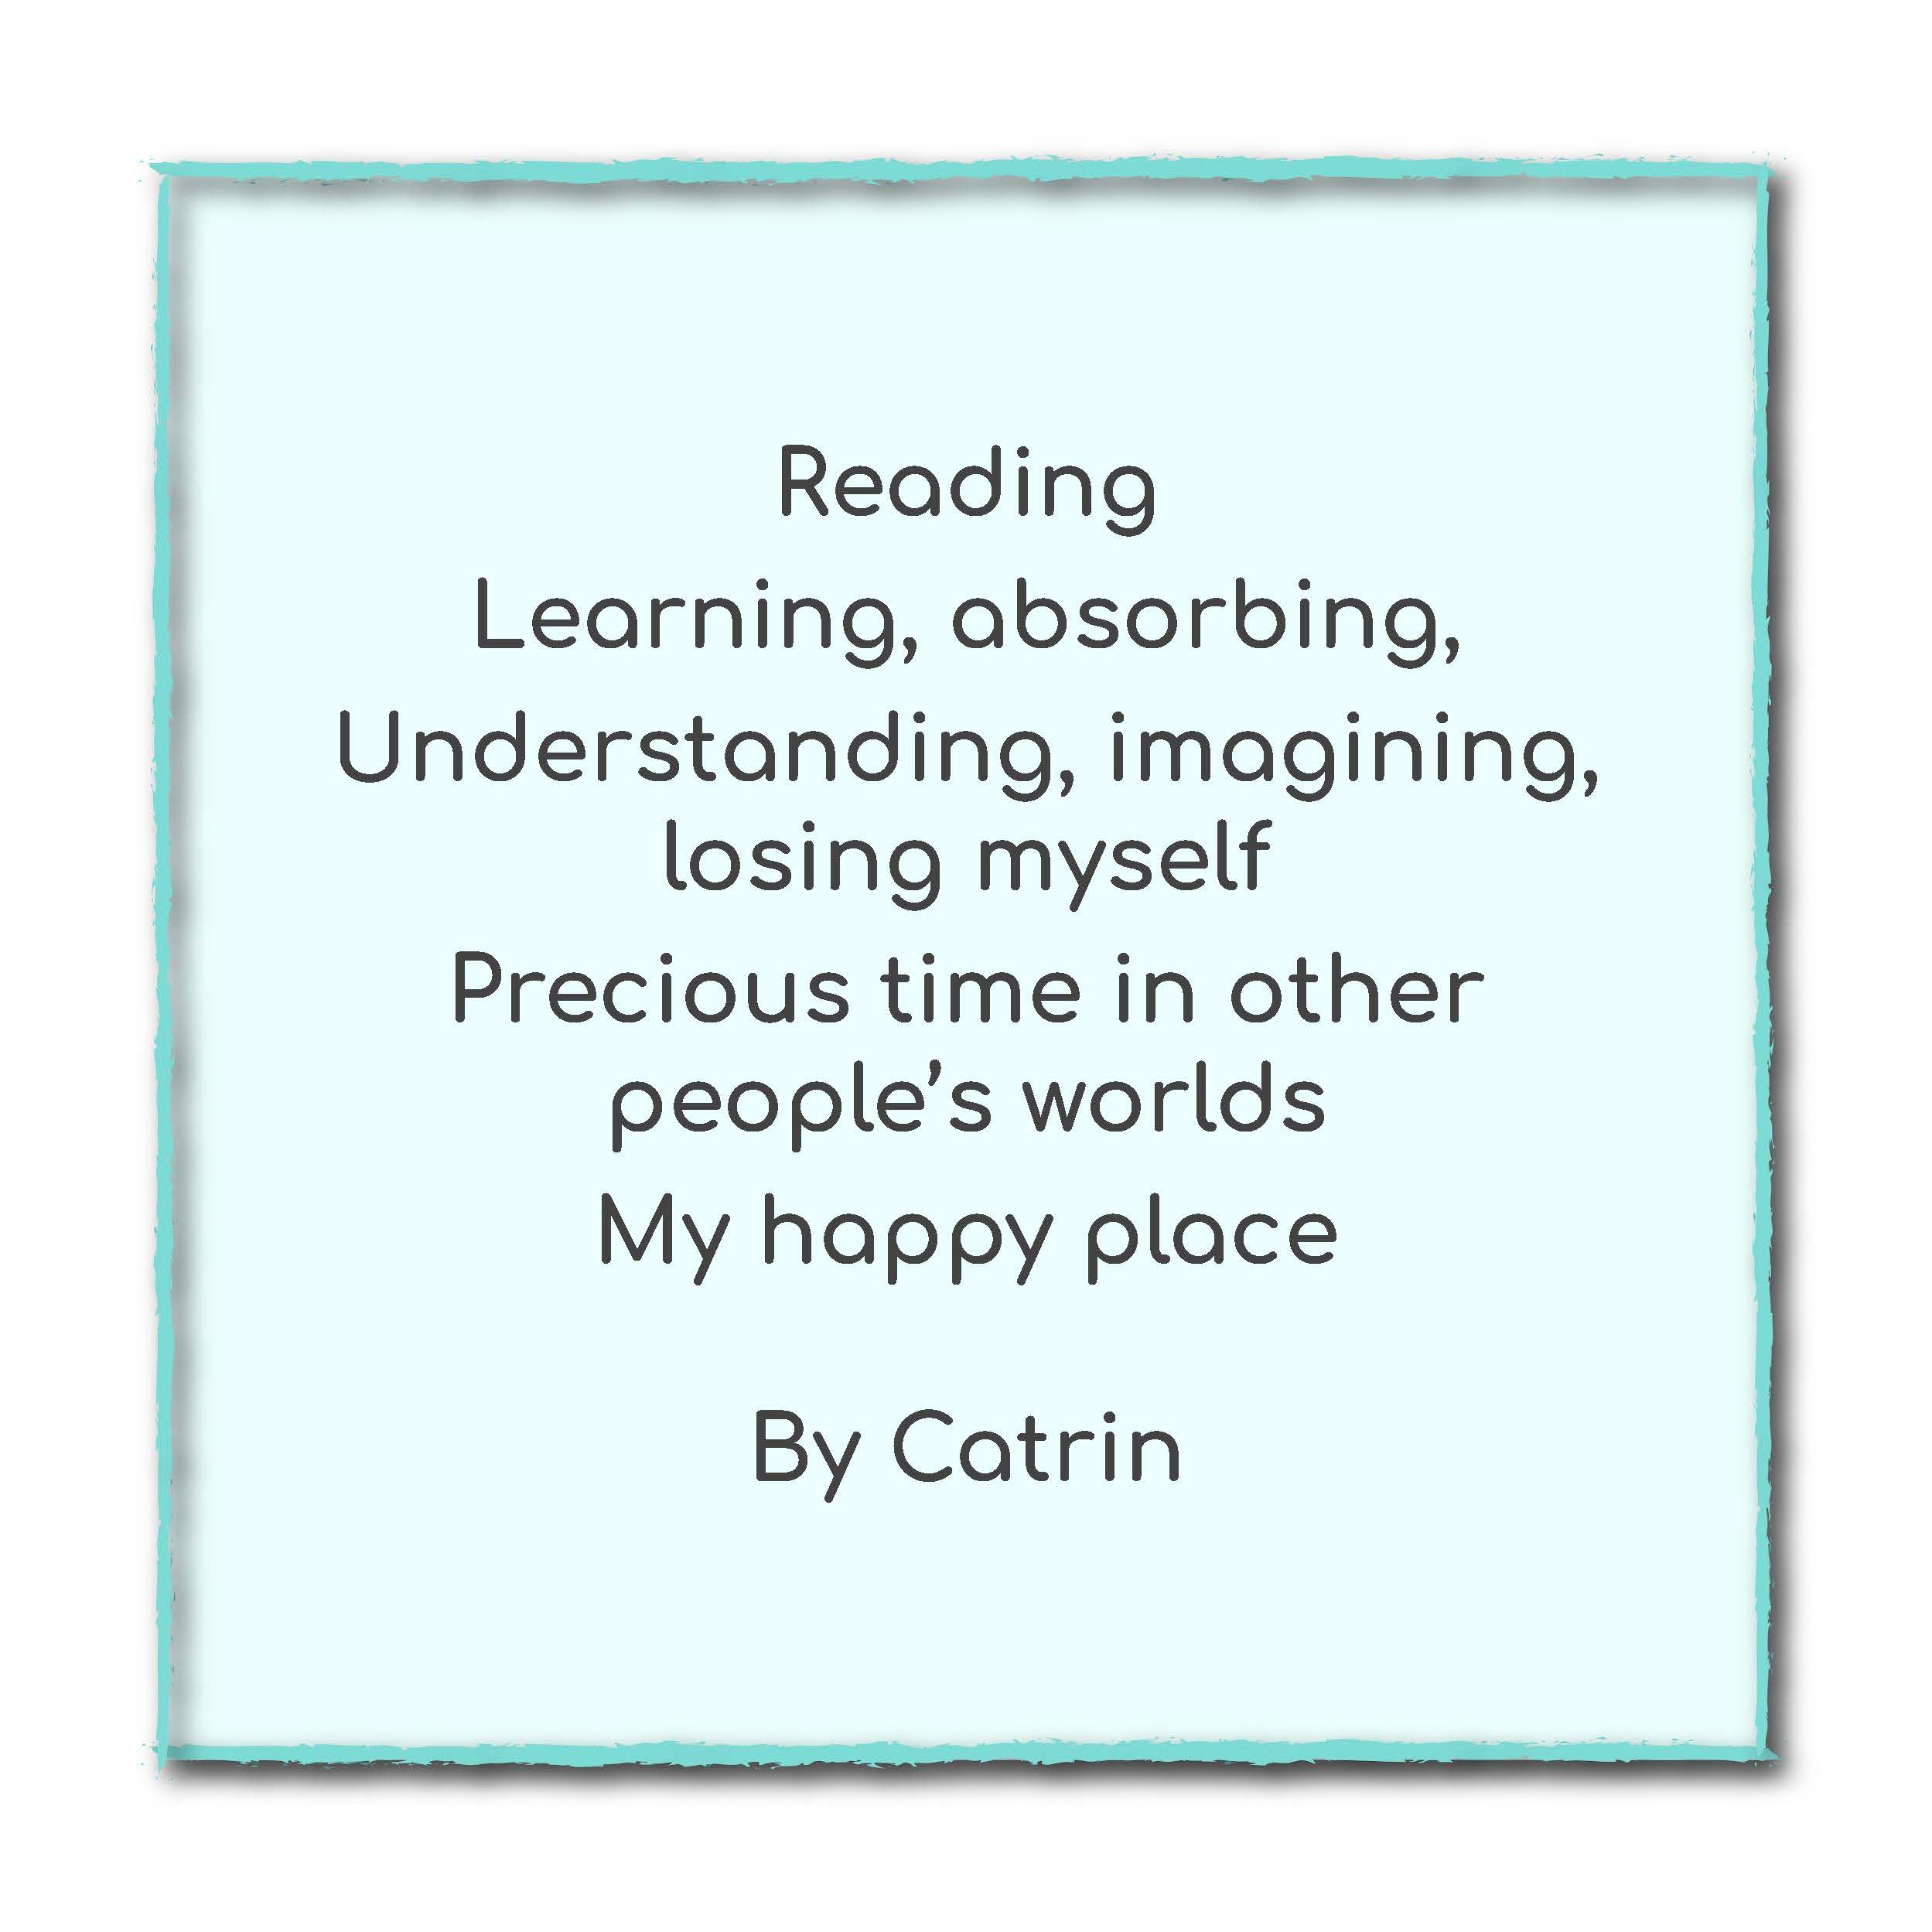 Reading
Learning, absorbing,
Understanding, imagining,
losing myself
Precious time in other
people’s worlds
My happy place
By Catrin